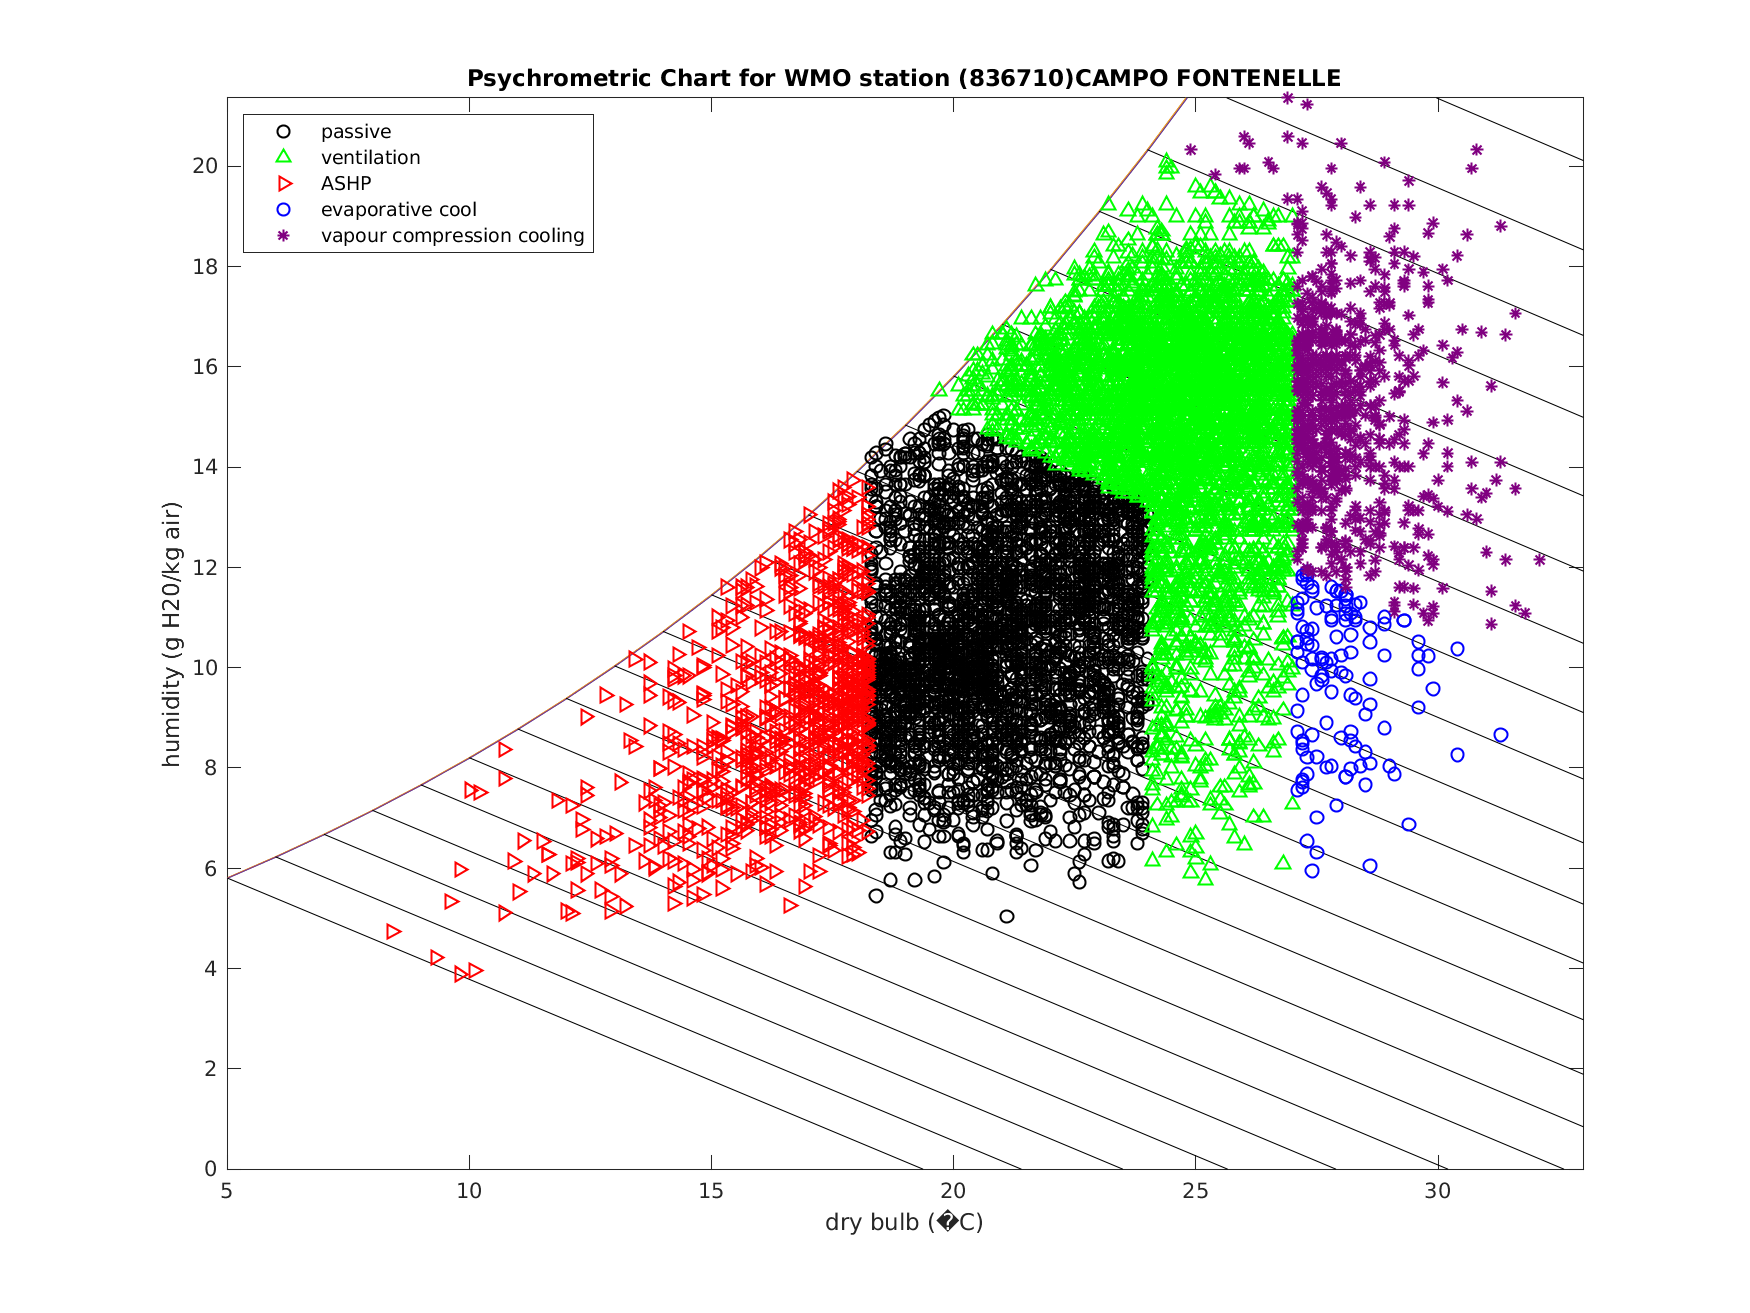 Psychrometric Chart for WMO station (836710)CAMPO FONTENELLE
passive
ventilation
ASHP
evaporative cool
vapour compression cooling
20
18
16
14
12
10
8
6
4
2
0
humidity (g H20/kg air)
5 10 15 20 25 30
dry bulb (�C)